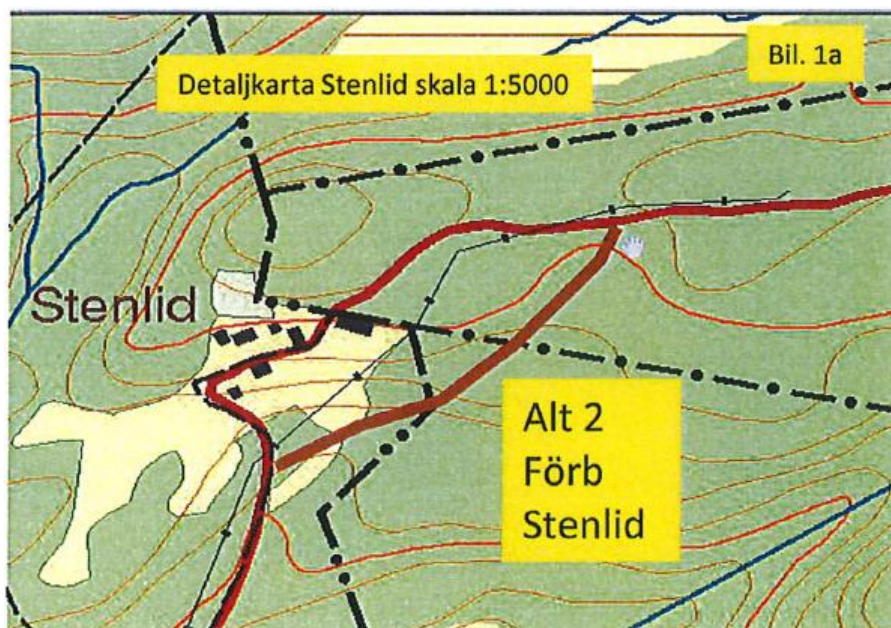 Detaljkarta Stenlid skala 1:5000
Bil. 1a
Stenlid
Alt 2
Förb
Stenlid